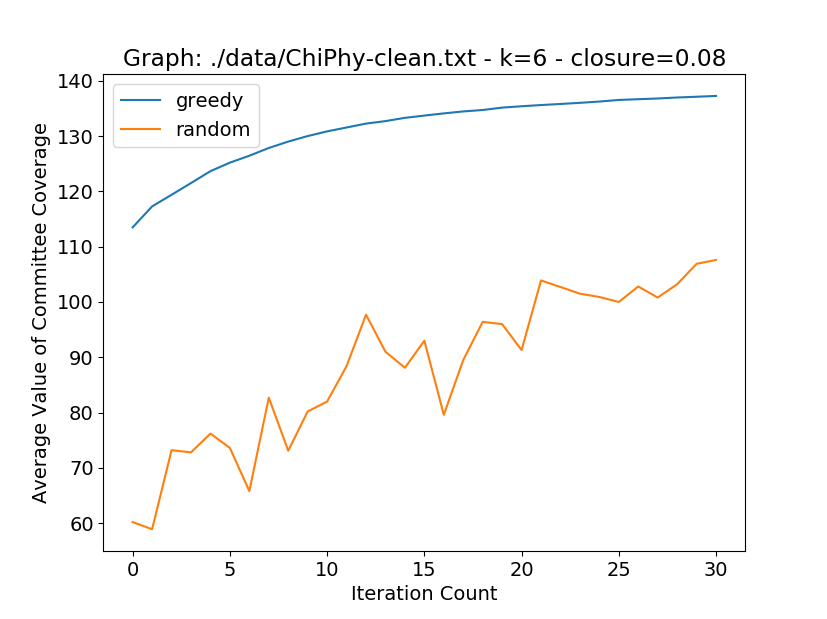 Graph: ./data/ChiPhy-clean.txt - k=6 - closure=0.08
greedy
random
Average Value of Committee Coverage
140
130
120
110
100
90
80
70
60
0 5 10 15 20 25 30
Iteration Count